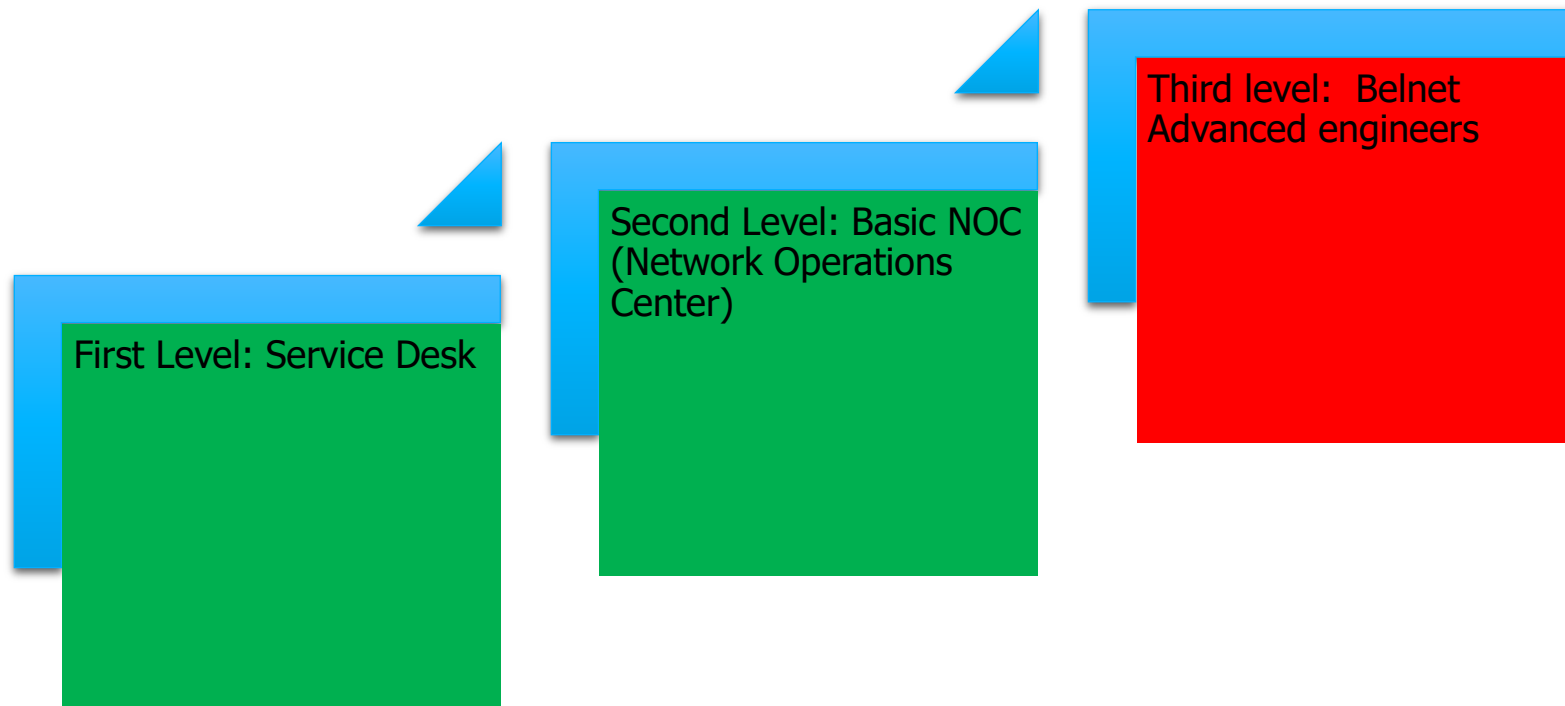 First Level: Service Desk
Second Level: Basic NOC
(Network Operations
Center)
Third level:  Belnet
Advanced engineers